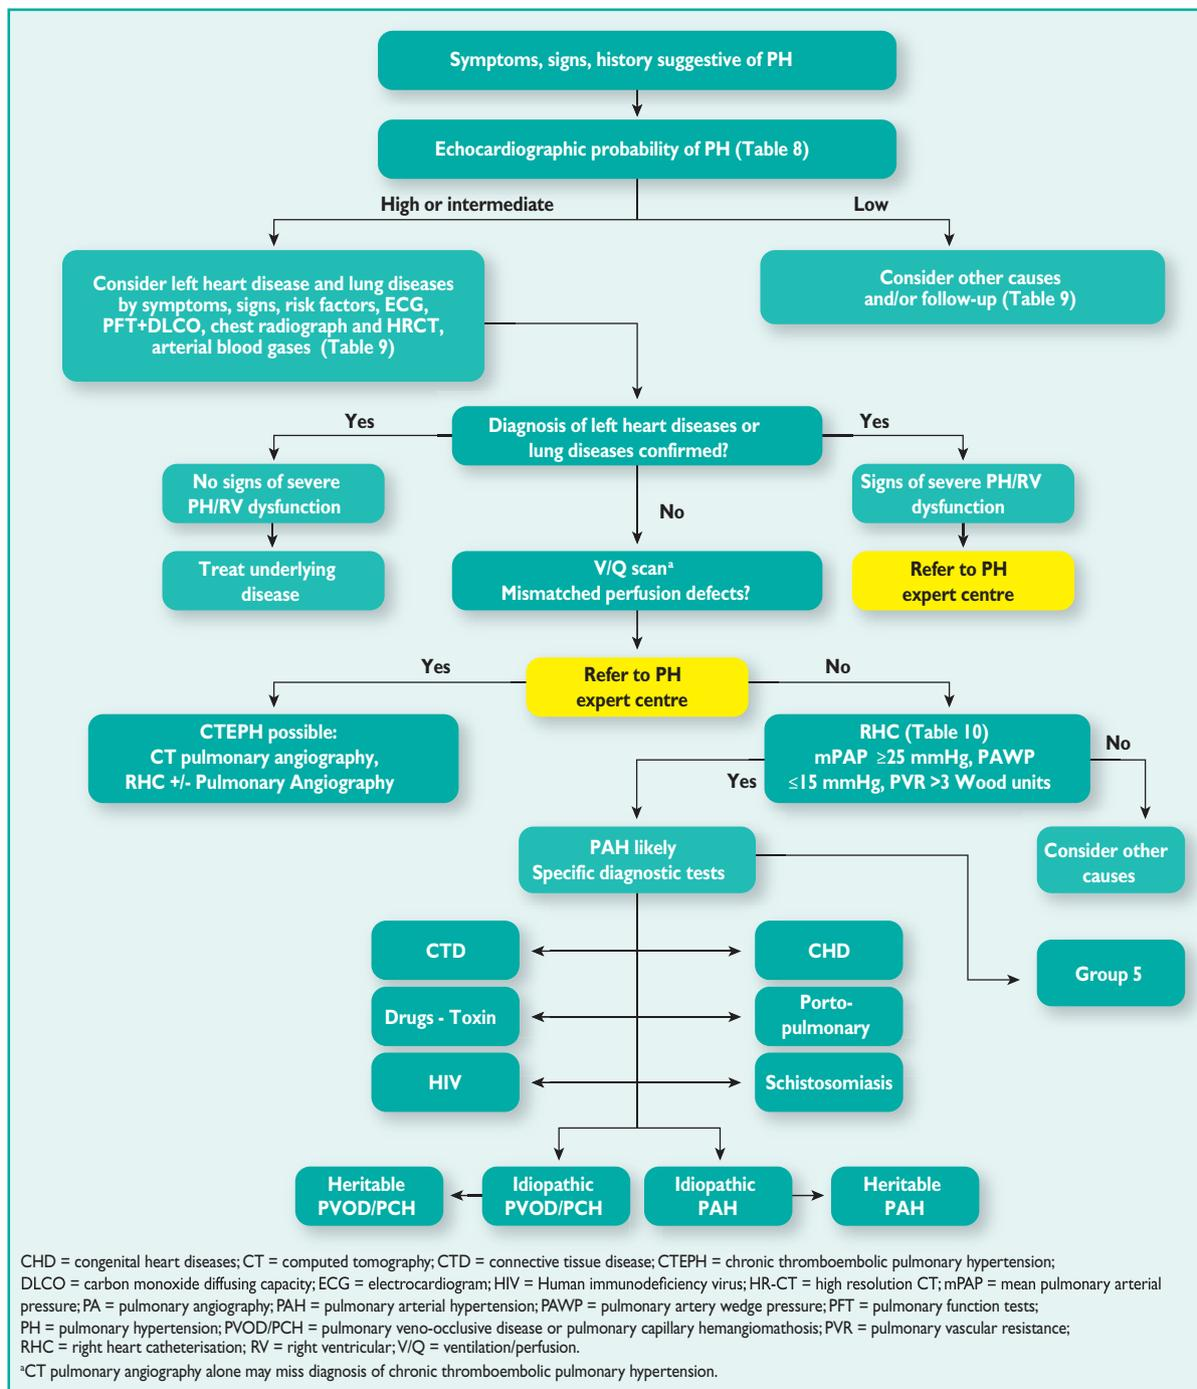 Symptoms, signs, history suggestive of PH
Echocardiographic probability of PH (Table 8)
High or intermediate
Low
Consider left heart disease and lung diseases
by symptoms, signs, risk factors, ECG,
PFT+DLCO, chest radiograph and HRCT,
arterial blood gases (Table 9)
Consider other causes
and/or follow-up (Table 9)
Yes
Diagnosis of left heart diseases or
lung diseases confirmed?
Yes
No signs of severe
PH/RV dysfunction
Signs of severe PH/RV
dysfunction
No
Treat underlying
disease
V/Q scanᵃ
Mismatched perfusion defects?
Refer to PH
expert centre
Yes
Refer to PH
expert centre
No
CTEPH possible:
CT pulmonary angiography,
RHC +/- Pulmonary Angiography
RHC (Table 10)
mPAP ≥25 mmHg, PAWP
≤15 mmHg, PVR >3 Wood units
No
Yes
PAH likely
Specific diagnostic tests
Consider other
causes
CTD
CHD
Group 5
Drugs - Toxin
Porto-
pulmonary
HIV
Schistosomiasis
Heritable
PVOD/PCH
Idiopathic
PVOD/PCH
Idiopathic
PAH
Heritable
PAH
CHD = congenital heart diseases; CT = computed tomography; CTD = connective tissue disease; CTEPH = chronic thromboembolic pulmonary hypertension;
DLCO = carbon monoxide diffusing capacity; ECG = electrocardiogram; HIV = Human immunodeficiency virus; HR-CT = high resolution CT; mPAP = mean pulmonary arterial
pressure; PA = pulmonary angiography; PAH = pulmonary arterial hypertension; PAWP = pulmonary artery wedge pressure; PFT = pulmonary function tests;
PH = pulmonary hypertension; PVOD/PCH = pulmonary veno-occlusive disease or pulmonary capillary hemangiomathosis; PVR = pulmonary vascular resistance;
RHC = right heart catheterisation; RV = right ventricular; V/Q = ventilation/perfusion.
ᵃCT pulmonary angiography alone may miss diagnosis of chronic thromboembolic pulmonary hypertension.